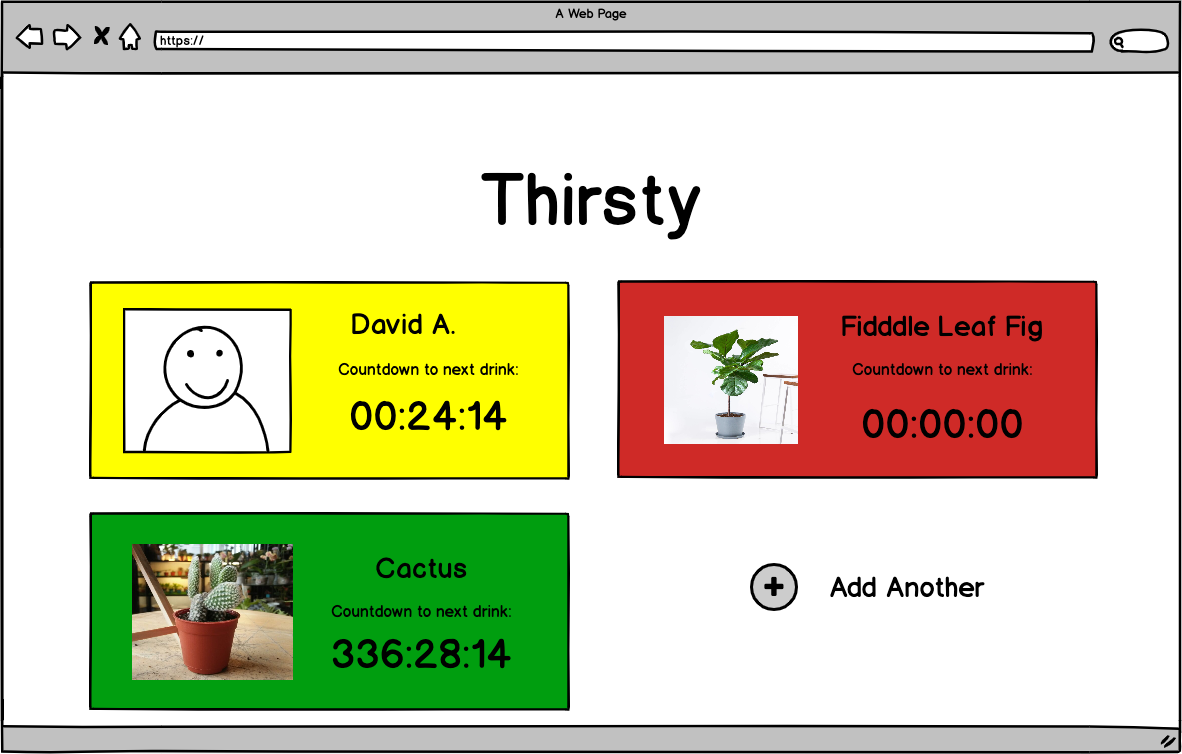 A Web Page
https://
Thirsty
David A.
Countdown to next drink:
00:24:14
Fidddle Leaf Fig
Countdown to next drink:
00:00:00
Cactus
Countdown to next drink:
336:28:14
Add Another